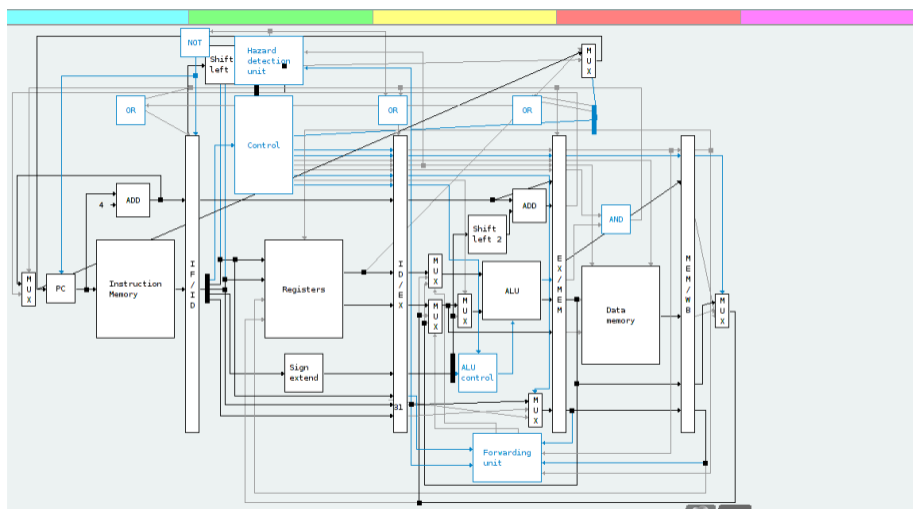 NOT
Shift
left
Hazard
detection
unit
M
U
X
OR
OR
OR
Control
4
ADD
ADD
AND
Shift
left 2
M
U
X
PC
Instruction
Memory
I
F
/
I
D
Registers
I
D
/
E
X
M
U
X
M
U
X
M
U
X
ALU
E
X
/
M
E
M
Data
memory
M
E
M
/
W
B
M
U
X
Sign
extend
ALU
control
31
M
U
X
Forwarding
unit